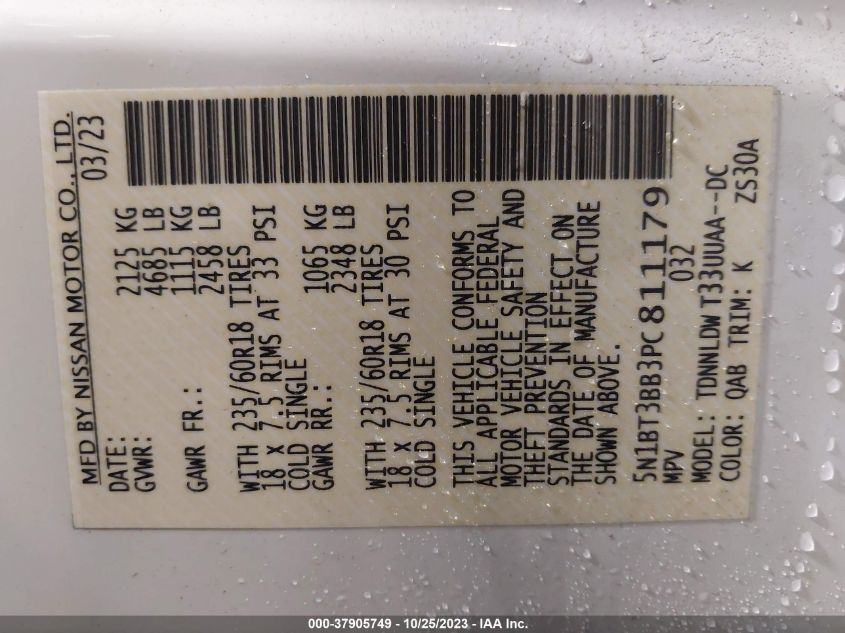 MFD BY NISSAN MOTOR CO., LTD.
DATE: 03/23
GVWR: 2125 KG
4685 LB
GAWR FR.: 1115 KG
2458 LB
WITH 235/60R18 TIRES
18 X 7.5 RIMS AT 33 PSI
COLD SINGLE
GAWR RR.: 1065 KG
2348 LB
WITH 235/60R18 TIRES
18 X 7.5 RIMS AT 30 PSI
COLD SINGLE
THIS VEHICLE CONFORMS TO
ALL APPLICABLE FEDERAL
MOTOR VEHICLE SAFETY AND
THEFT PREVENTION
STANDARDS IN EFFECT ON
THE DATE OF MANUFACTURE
SHOWN ABOVE.
5N1BT3BB3PC811179
MPV 032
MODEL: TDNNLDW T33UUAA--DC
COLOR: QAB TRIM: K ZS30A
000-37905749 - 10/25/2023 - IAA Inc.